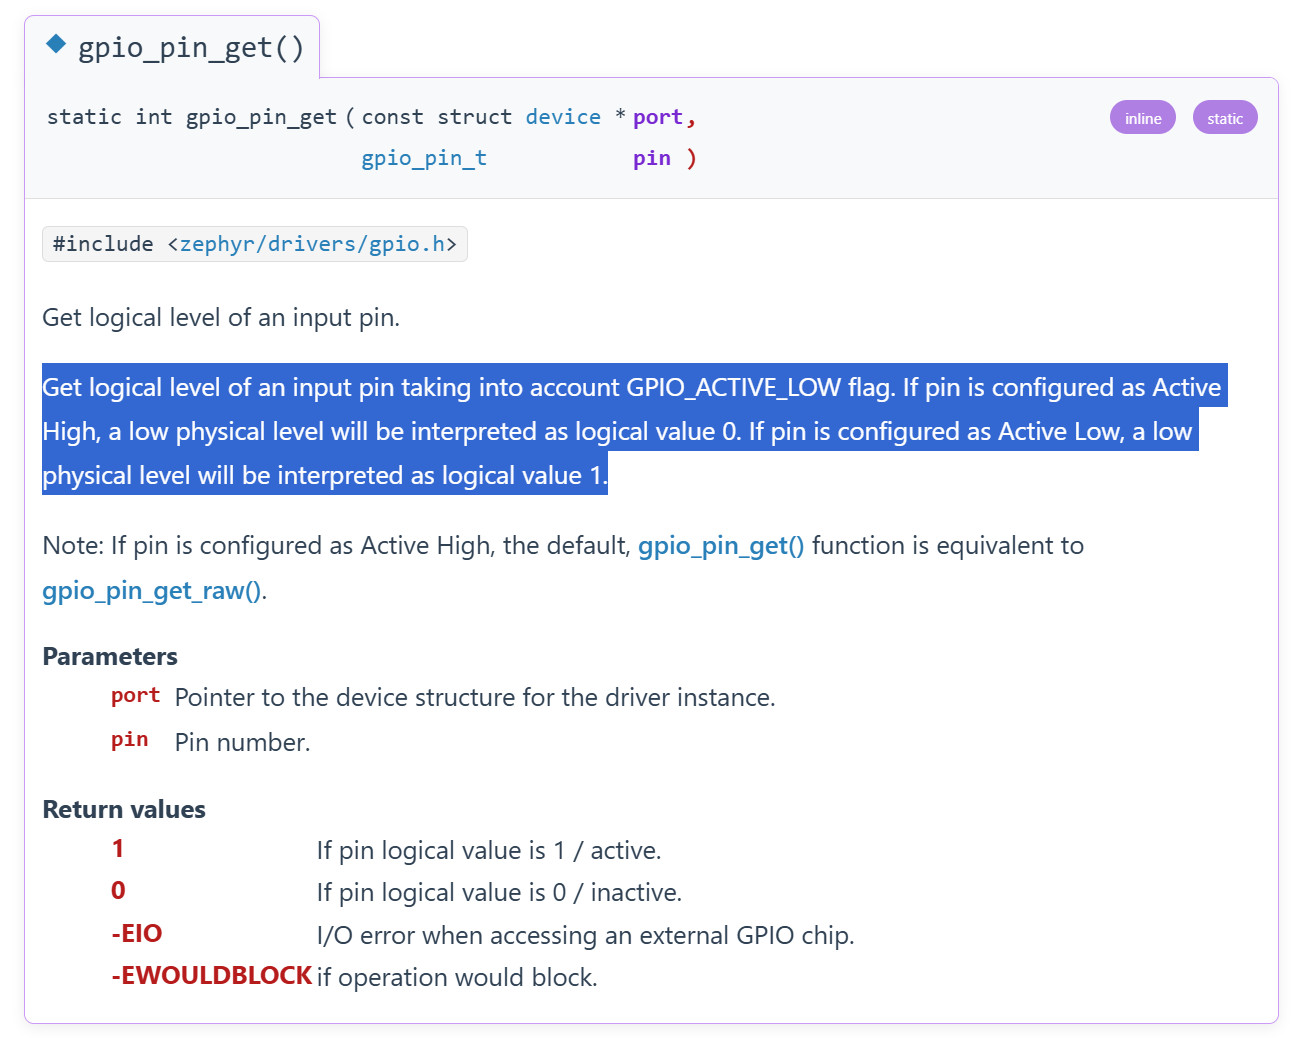 gpio_pin_get()
static int gpio_pin_get ( const struct device * port,
inline static
gpio_pin_t pin )
#include <zephyr/drivers/gpio.h>
Get logical level of an input pin.
Get logical level of an input pin taking into account GPIO_ACTIVE_LOW flag. If pin is configured as Active
High, a low physical level will be interpreted as logical value 0. If pin is configured as Active Low, a low
physical level will be interpreted as logical value 1.
Note: If pin is configured as Active High, the default, gpio_pin_get() function is equivalent to
gpio_pin_get_raw().
Parameters
port Pointer to the device structure for the driver instance.
pin Pin number.
Return values
1 If pin logical value is 1 / active.
0 If pin logical value is 0 / inactive.
-EIO I/O error when accessing an external GPIO chip.
-EWOULDBLOCK if operation would block.